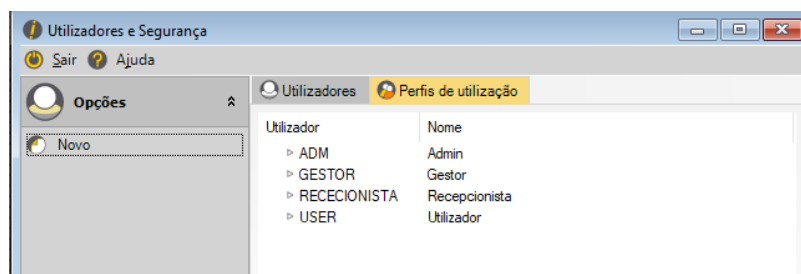 Utilizadores e Segurança
Sair Ajuda
Opções
Novo
Utilizadores Perfis de utilização
Utilizador Nome
ADM Admin
GESTOR Gestor
RECECIONISTA Recepcionista
USER Utilizador